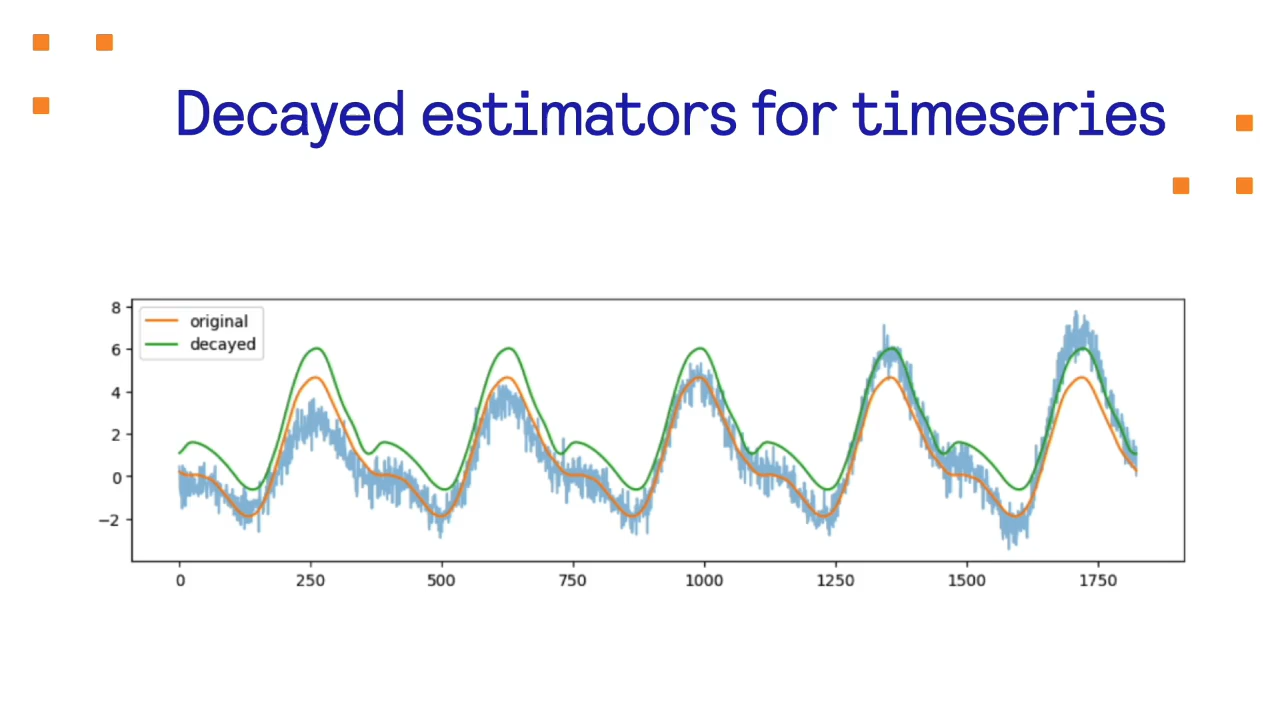 Decayed estimators for timeseries
8
6
4
2
0
−2
original
decayed
0 250 500 750 1000 1250 1500 1750